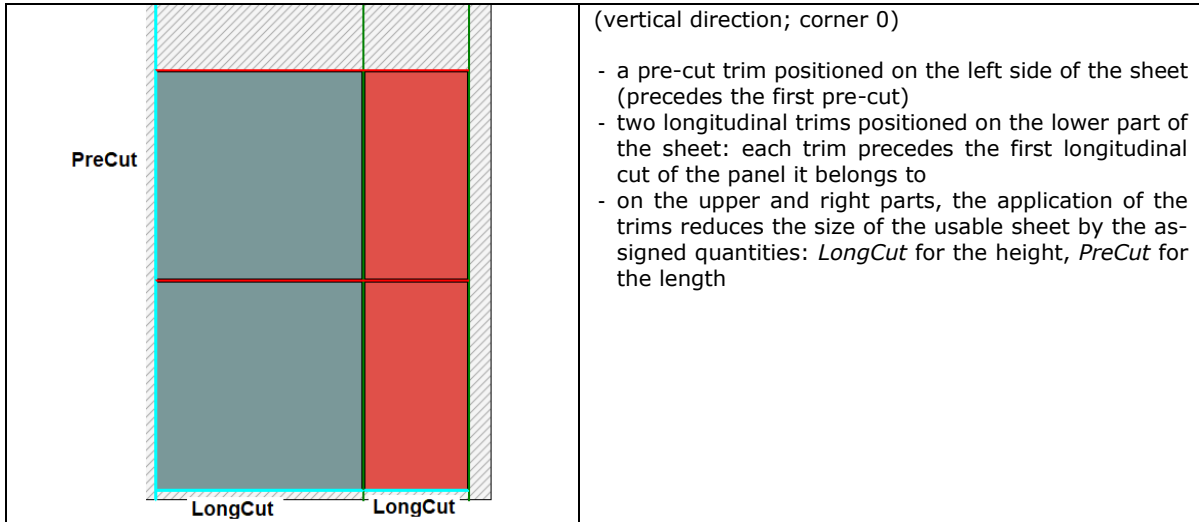 PreCut
LongCut
LongCut
(vertical direction; corner 0)
- a pre-cut trim positioned on the left side of the sheet
(precedes the first pre-cut)
- two longitudinal trims positioned on the lower part of
the sheet: each trim precedes the first longitudinal
cut of the panel it belongs to
- on the upper and right parts, the application of the
trims reduces the size of the usable sheet by the as-
signed quantities: LongCut for the height, PreCut for
the length